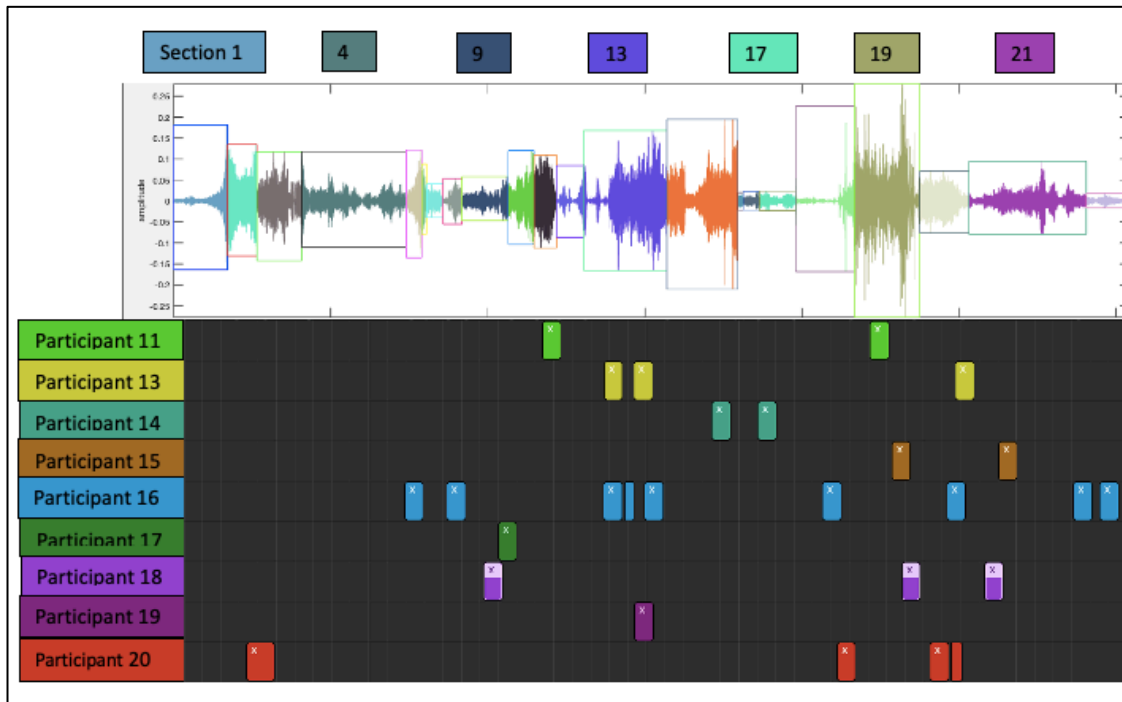 Section 1 4 9 13 17 19 21
0.25
0.2
0.15
0.1
0.05
0
-0.05
-0.1
-0.15
-0.2
-0.25
amplitude
Participant 11 x x
Participant 13 x x x
Participant 14 x x
Participant 15 x x
Participant 16 x x x x x x x x
Participant 17 x
Participant 18 x x x
Participant 19 x
Participant 20 x x x